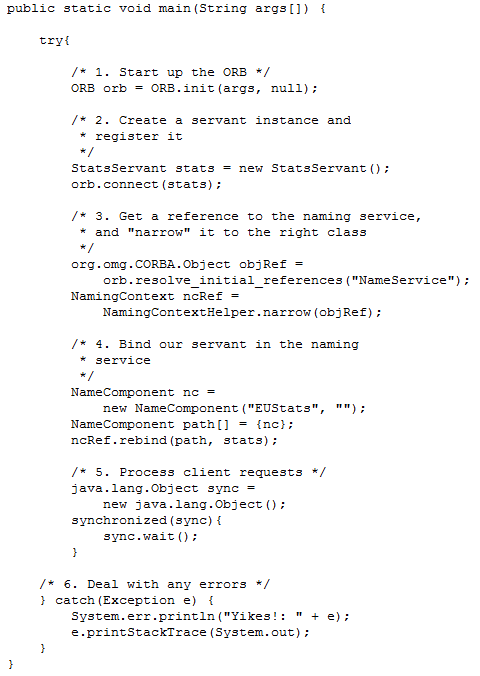 public static void main(String args[]) {
try{
/* 1. Start up the ORB */
ORB orb = ORB.init(args, null);
/* 2. Create a servant instance and
* register it
*/
StatsServant stats = new StatsServant();
orb.connect(stats);
/* 3. Get a reference to the naming service,
* and "narrow" it to the right class
*/
org.omg.CORBA.Object objRef =
orb.resolve_initial_references("NameService");
NamingContext ncRef =
NamingContextHelper.narrow(objRef);
/* 4. Bind our servant in the naming
* service
*/
NameComponent nc =
new NameComponent("EUStats", "");
NameComponent path[] = {nc};
ncRef.rebind(path, stats);
/* 5. Process client requests */
java.lang.Object sync =
new java.lang.Object();
synchronized(sync){
sync.wait();
}
/* 6. Deal with any errors */
} catch(Exception e) {
System.err.println("Yikes!: " + e);
e.printStackTrace(System.out);
}
}